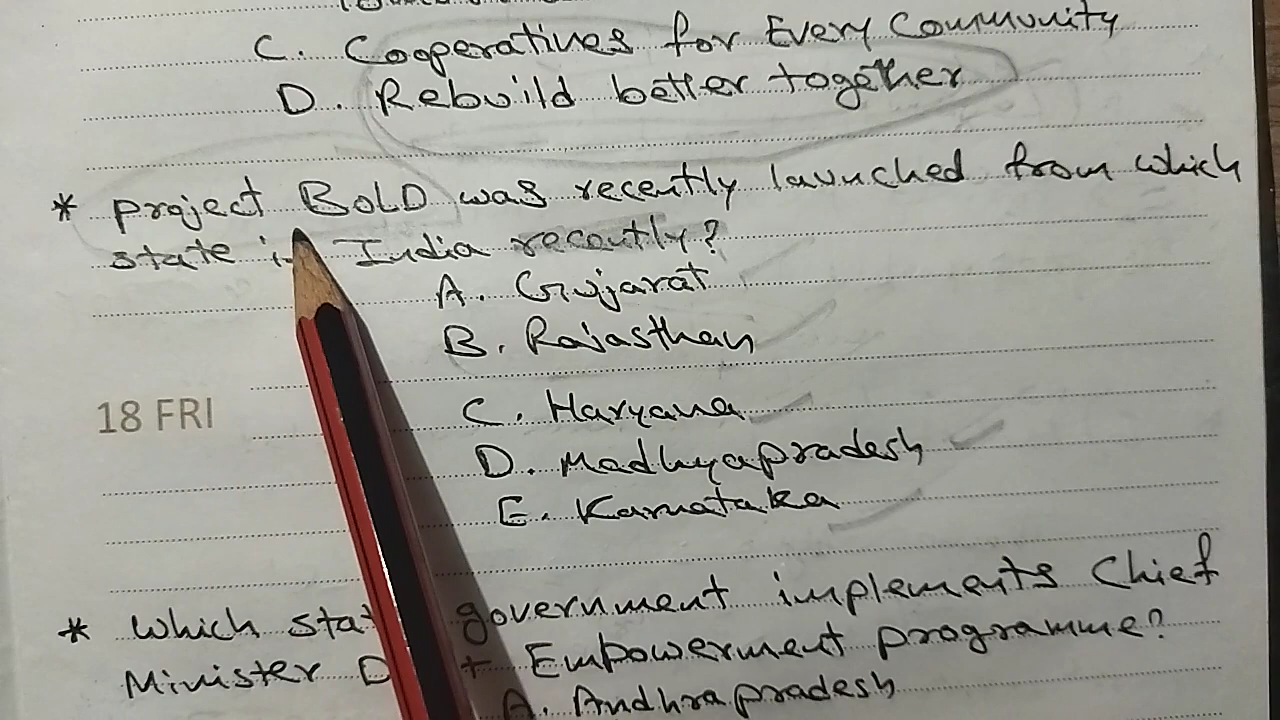 C. Cooperatives for Every Community
D. Rebuild better together
* project BOLD was recently launched from which
state in India recently?
A. Gujarat
B. Rajasthan
18 FRI
C. Haryana
D. Madhyapradesh
E. Karnataka
* Which government implements Chief
Minister Empowerment programme?
A. Andhrapradesh